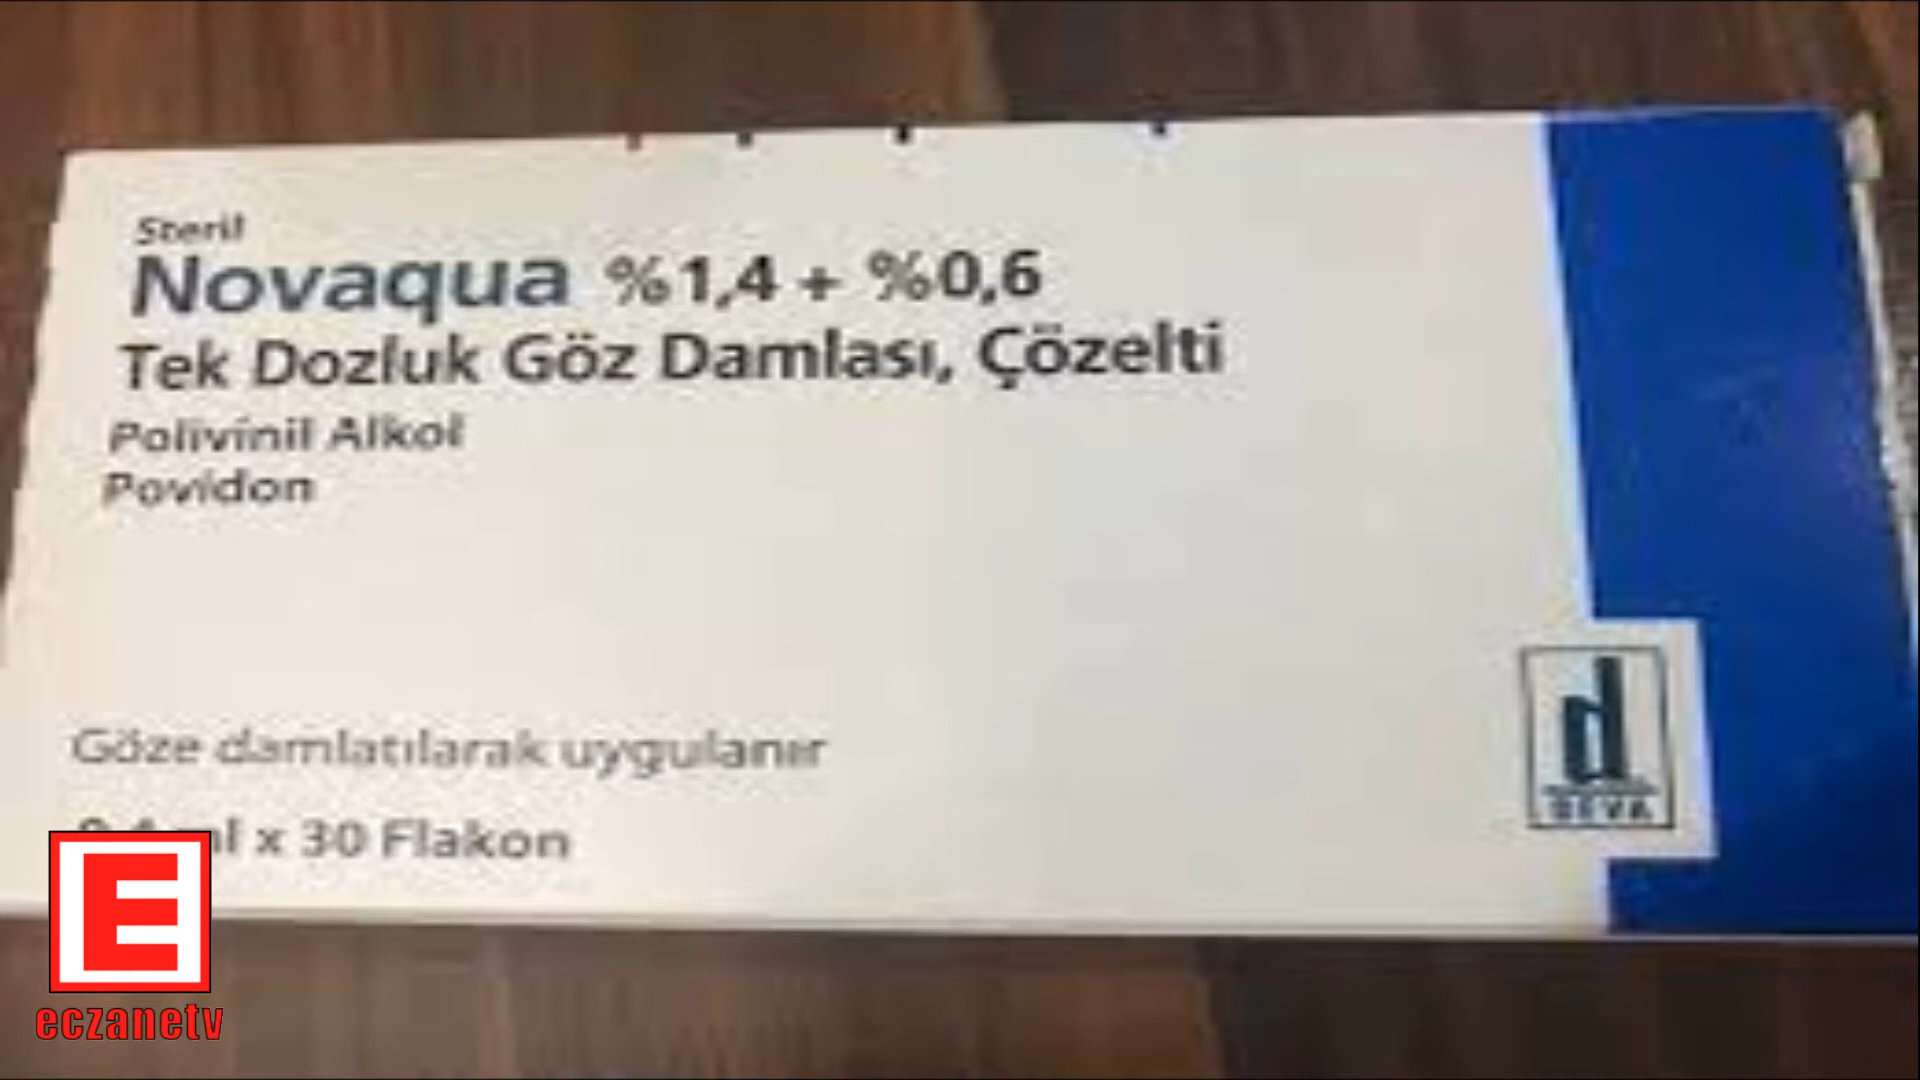 Steril
Novaqua %1,4 + %0,6
Tek Dozluk Göz Damlası, Çözelti
Polivinil Alkol
Povidon
Göze damlatılarak uygulanır
ml x 30 Flakon
d
DEVA
E
eczanetv